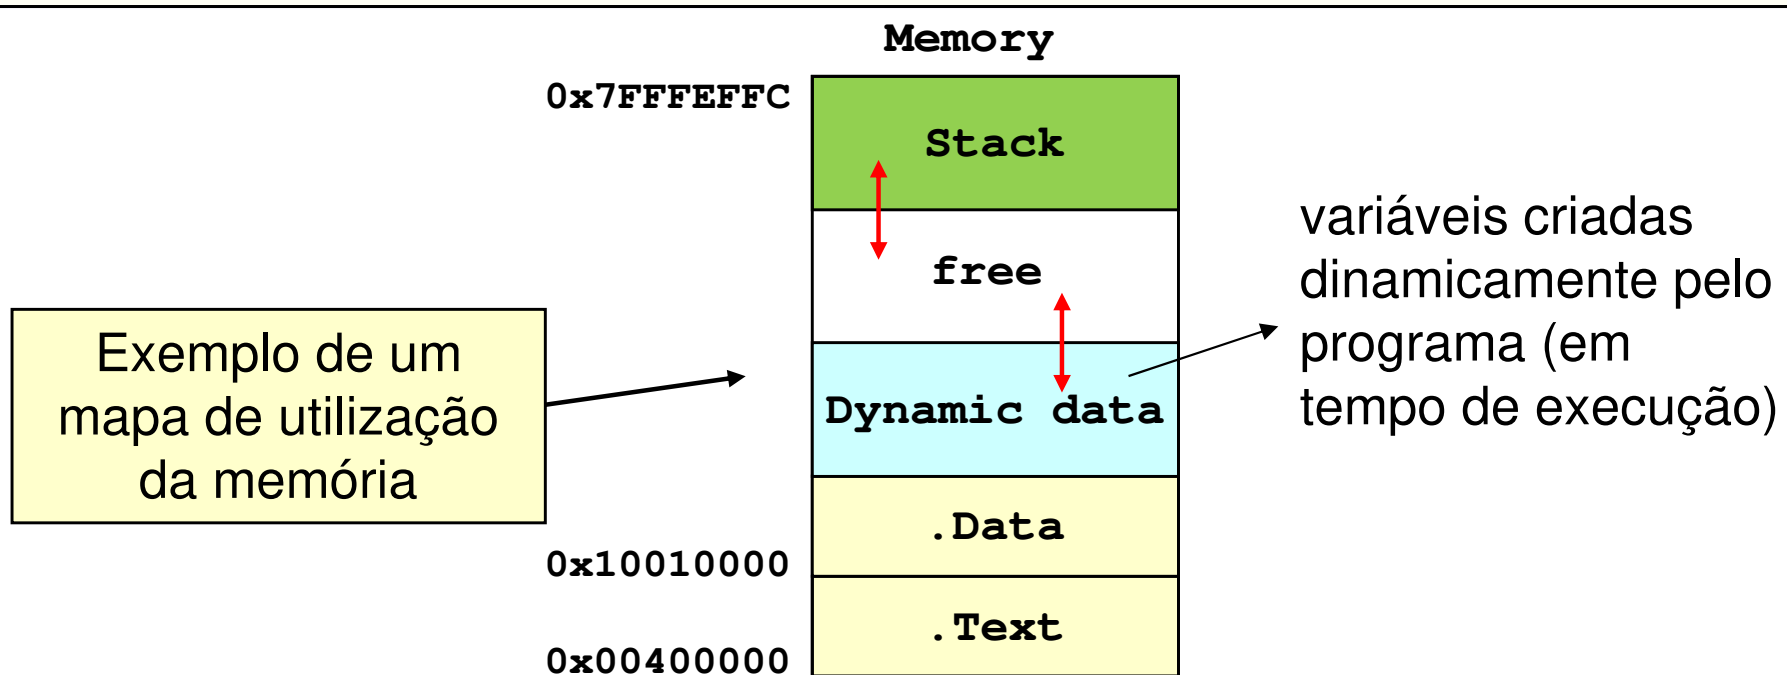 Memory
0x7FFFEFFC
Stack
free
variáveis criadas
dinamicamente pelo
programa (em
tempo de execução)
Exemplo de um
mapa de utilização
da memória
Dynamic data
.Data
0x10010000
.Text
0x00400000